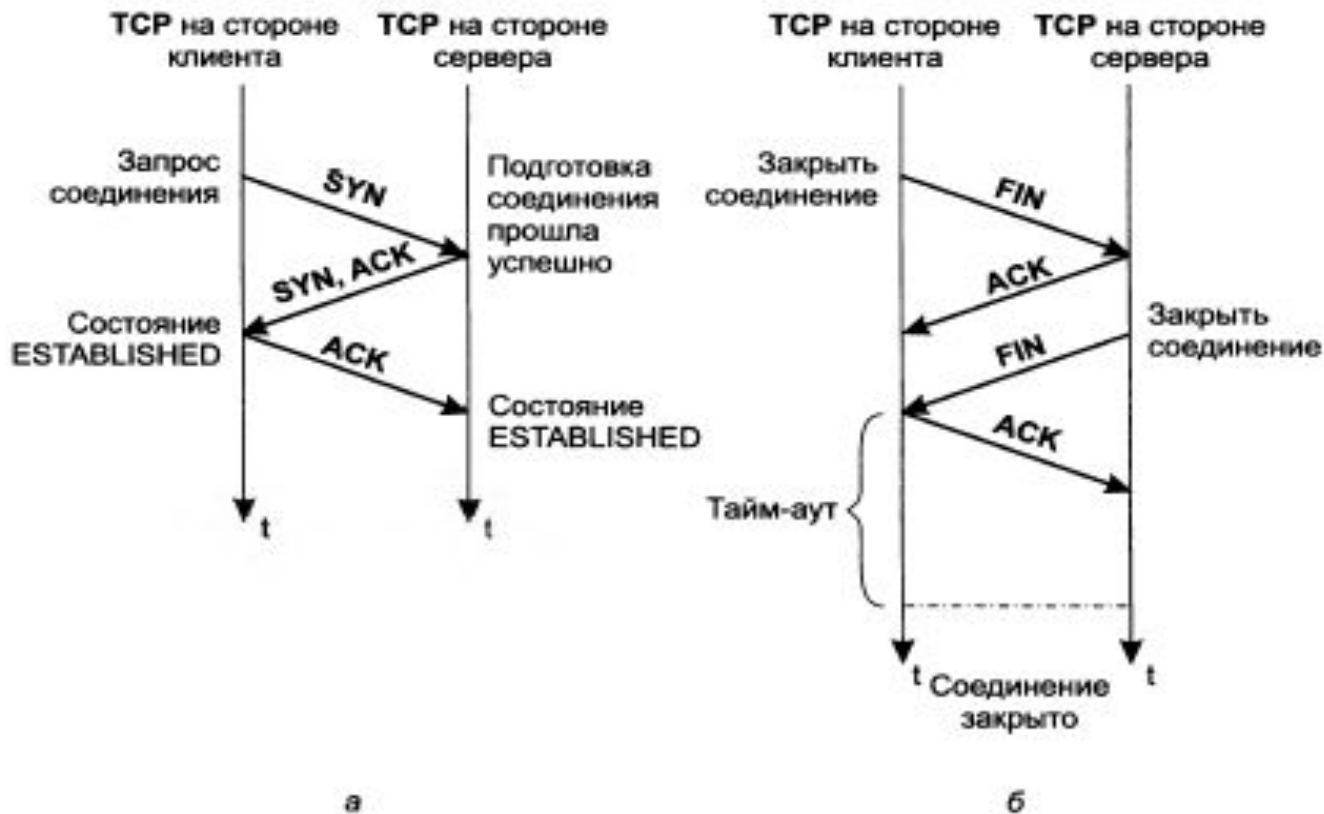 TCP на стороне
клиента
TCP на стороне
сервера
Запрос
соединения
SYN
Подготовка
соединения
прошла
успешно
SYN, ACK
Состояние
ESTABLISHED
ACK
Состояние
ESTABLISHED
t
t
а
TCP на стороне
клиента
TCP на стороне
сервера
Закрыть
соединение
FIN
ACK
Закрыть
соединение
FIN
ACK
Тайм-аут
t
t
Соединение
закрыто
б